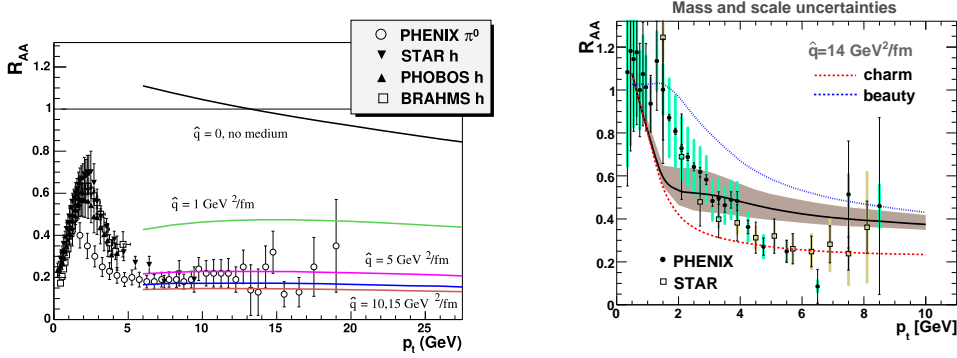 R_AA
PHENIX π⁰
STAR h
PHOBOS h
BRAHMS h
1.2
1
0.8
0.6
0.4
0.2
0
q̂ = 0, no medium
q̂ = 1 GeV ²/fm
q̂ = 5 GeV ²/fm
q̂ = 10,15 GeV ²/fm
0 5 10 15 20 25
p_t (GeV)
Mass and scale uncertainties
R_AA
1.2
1.0
0.8
0.6
0.4
0.2
0.0
q̂=14 GeV²/fm
charm
beauty
PHENIX
STAR
0 2 4 6 8 10
p_t [GeV]